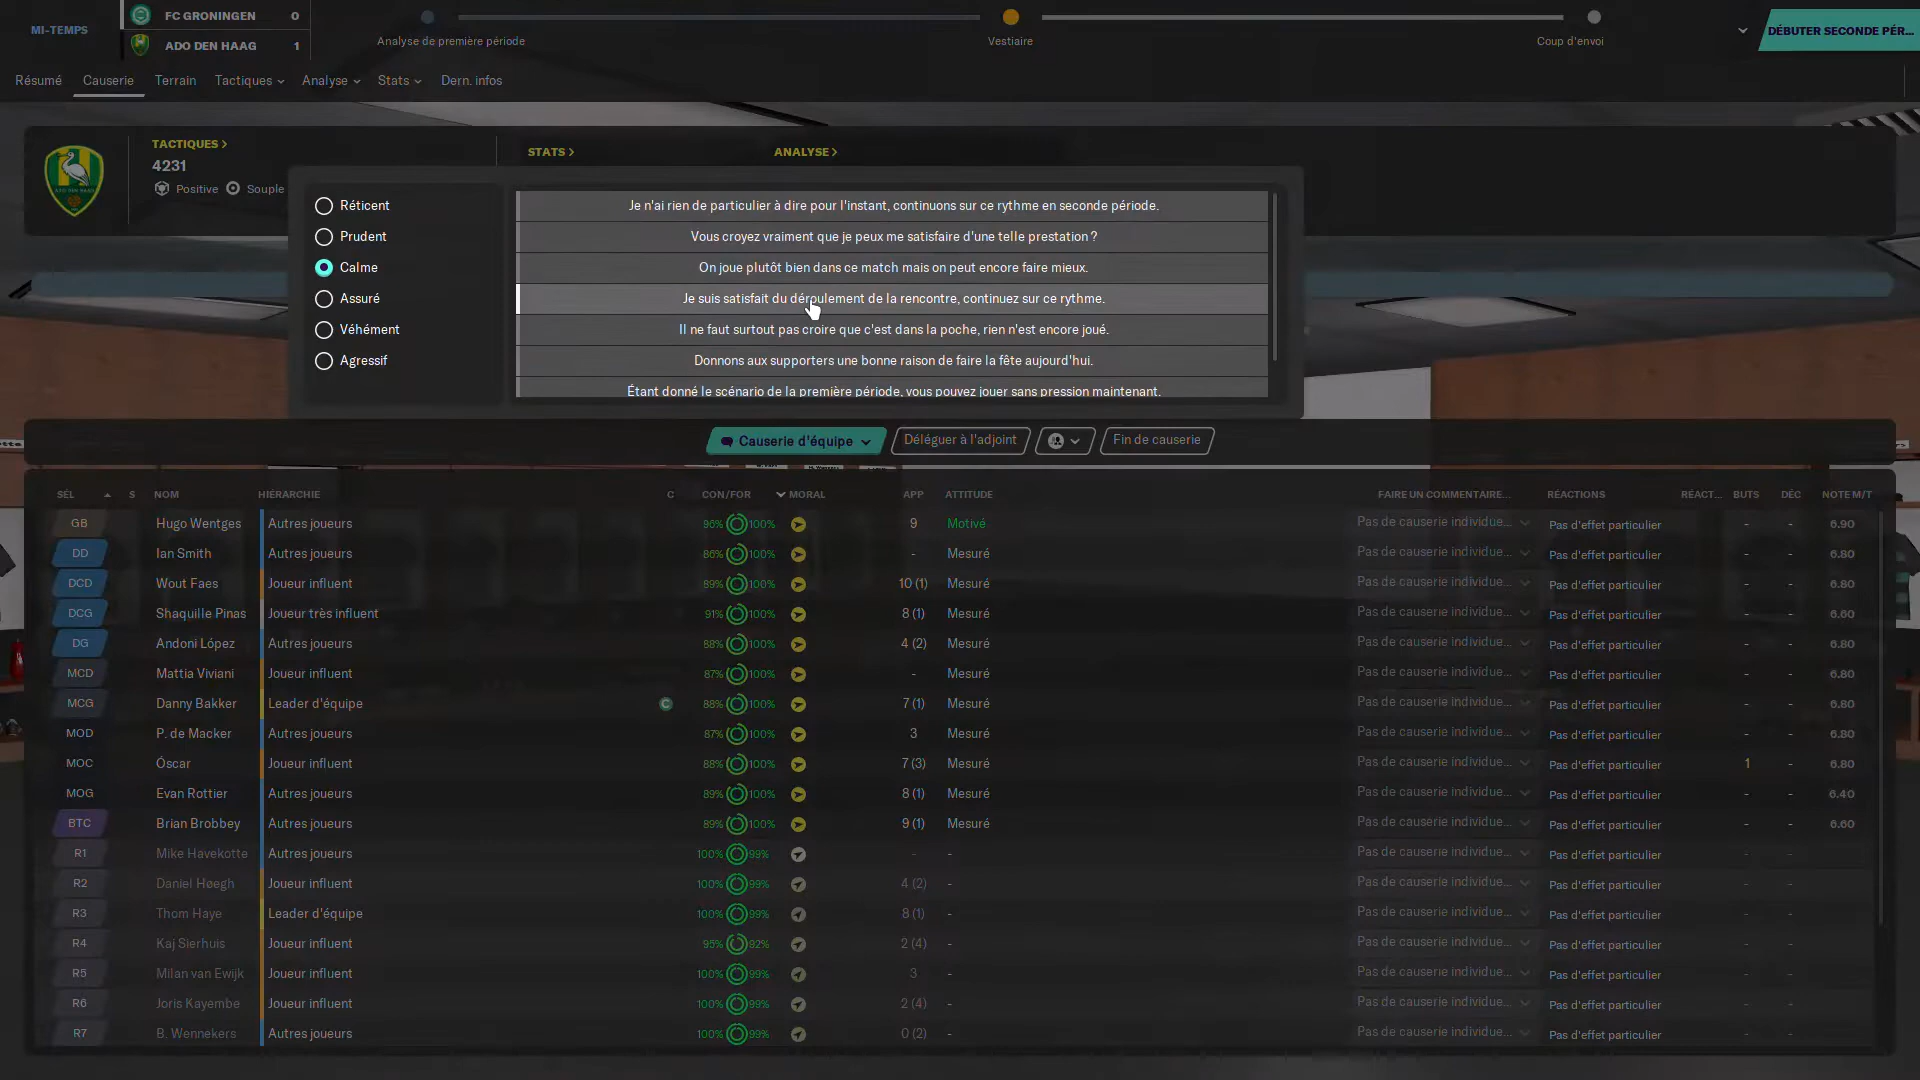 MI-TEMPS
FC GRONINGEN 0
ADO DEN HAAG 1
Analyse de première période
Vestiaire
Coup d'envoi
DÉBUTER SECONDE PÉR...
Résumé Causerie Terrain Tactiques Analyse Stats Dern. infos
TACTIQUES >
4231
Positive Souple
STATS >
ANALYSE >
Réticent
Prudent
Calme
Assuré
Véhément
Agressif
Je n'ai rien de particulier à dire pour l'instant, continuons sur ce rythme en seconde période.
Vous croyez vraiment que je peux me satisfaire d'une telle prestation ?
On joue plutôt bien dans ce match mais on peut encore faire mieux.
Je suis satisfait du déroulement de la rencontre, continuez sur ce rythme.
Il ne faut surtout pas croire que c'est dans la poche, rien n'est encore joué.
Donnons aux supporters une bonne raison de faire la fête aujourd'hui.
Étant donné le scénario de la première période, vous pouvez jouer sans pression maintenant.
Causerie d'équipe Déléguer à l'adjoint Fin de causerie
SÉL S NOM HIÉRARCHIE C CON/FOR MORAL APP ATTITUDE FAIRE UN COMMENTAIRE... RÉACTIONS RÉACT... BUTS DÉC NOTE M/T
GB Hugo Wentges Autres joueurs 96% 100% 9 Motivé Pas de causerie individue... Pas d'effet particulier - - 6.90
DD Ian Smith Autres joueurs 86% 100% - Mesuré Pas de causerie individue... Pas d'effet particulier - - 6.80
DCD Wout Faes Joueur influent 89% 100% 10 (1) Mesuré Pas de causerie individue... Pas d'effet particulier - - 6.80
DCG Shaquille Pinas Joueur très influent 91% 100% 8 (1) Mesuré Pas de causerie individue... Pas d'effet particulier - - 6.60
DG Andoni López Autres joueurs 88% 100% 4 (2) Mesuré Pas de causerie individue... Pas d'effet particulier - - 6.80
MCD Mattia Viviani Joueur influent 87% 100% - Mesuré Pas de causerie individue... Pas d'effet particulier - - 6.80
MCG Danny Bakker Leader d'équipe C 88% 100% 7 (1) Mesuré Pas de causerie individue... Pas d'effet particulier - - 6.80
MOD P. de Macker Autres joueurs 87% 100% 3 Mesuré Pas de causerie individue... Pas d'effet particulier - - 6.80
MOC Óscar Joueur influent 88% 100% 7 (3) Mesuré Pas de causerie individue... Pas d'effet particulier 1 - 6.80
MOG Evan Rottier Autres joueurs 89% 100% 8 (1) Mesuré Pas de causerie individue... Pas d'effet particulier - - 6.40
BTC Brian Brobbey Autres joueurs 89% 100% 9 (1) Mesuré Pas de causerie individue... Pas d'effet particulier - - 6.60
R1 Mike Havekotte Autres joueurs 100% 99% - - Pas de causerie individue... Pas d'effet particulier - -
R2 Daniel Høegh Joueur influent 100% 99% 4 (2) - Pas de causerie individue... Pas d'effet particulier - -
R3 Thom Haye Leader d'équipe 100% 99% 8 (1) - Pas de causerie individue... Pas d'effet particulier - -
R4 Kaj Sierhuis Joueur influent 95% 92% 2 (4) - Pas de causerie individue... Pas d'effet particulier - -
R5 Milan van Ewijk Joueur influent 100% 99% 3 - Pas de causerie individue... Pas d'effet particulier - -
R6 Joris Kayembe Joueur influent 100% 99% 2 (4) - Pas de causerie individue... Pas d'effet particulier - -
R7 B. Wennekers Autres joueurs 100% 99% 0 (2) - Pas de causerie individue... Pas d'effet particulier - -